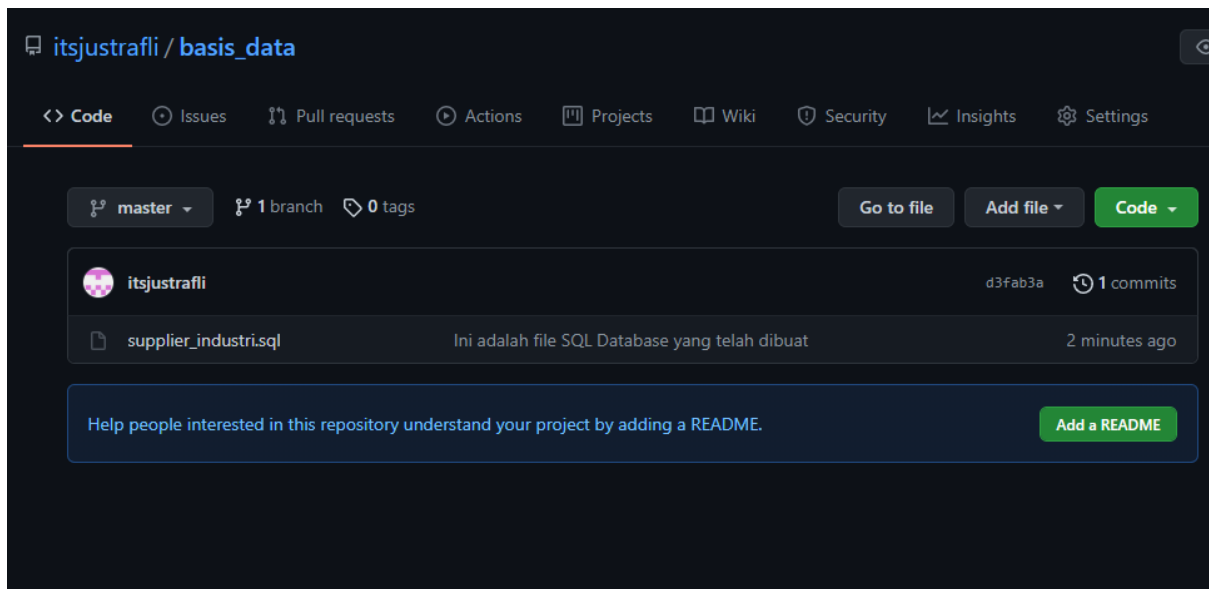 itsjustrafli / basis_data
<> Code Issues Pull requests Actions Projects Wiki Security Insights Settings
master 1 branch 0 tags Go to file Add file Code
itsjustrafli d3fab3a 1 commits
supplier_industri.sql Ini adalah file SQL Database yang telah dibuat 2 minutes ago
Help people interested in this repository understand your project by adding a README. Add a README